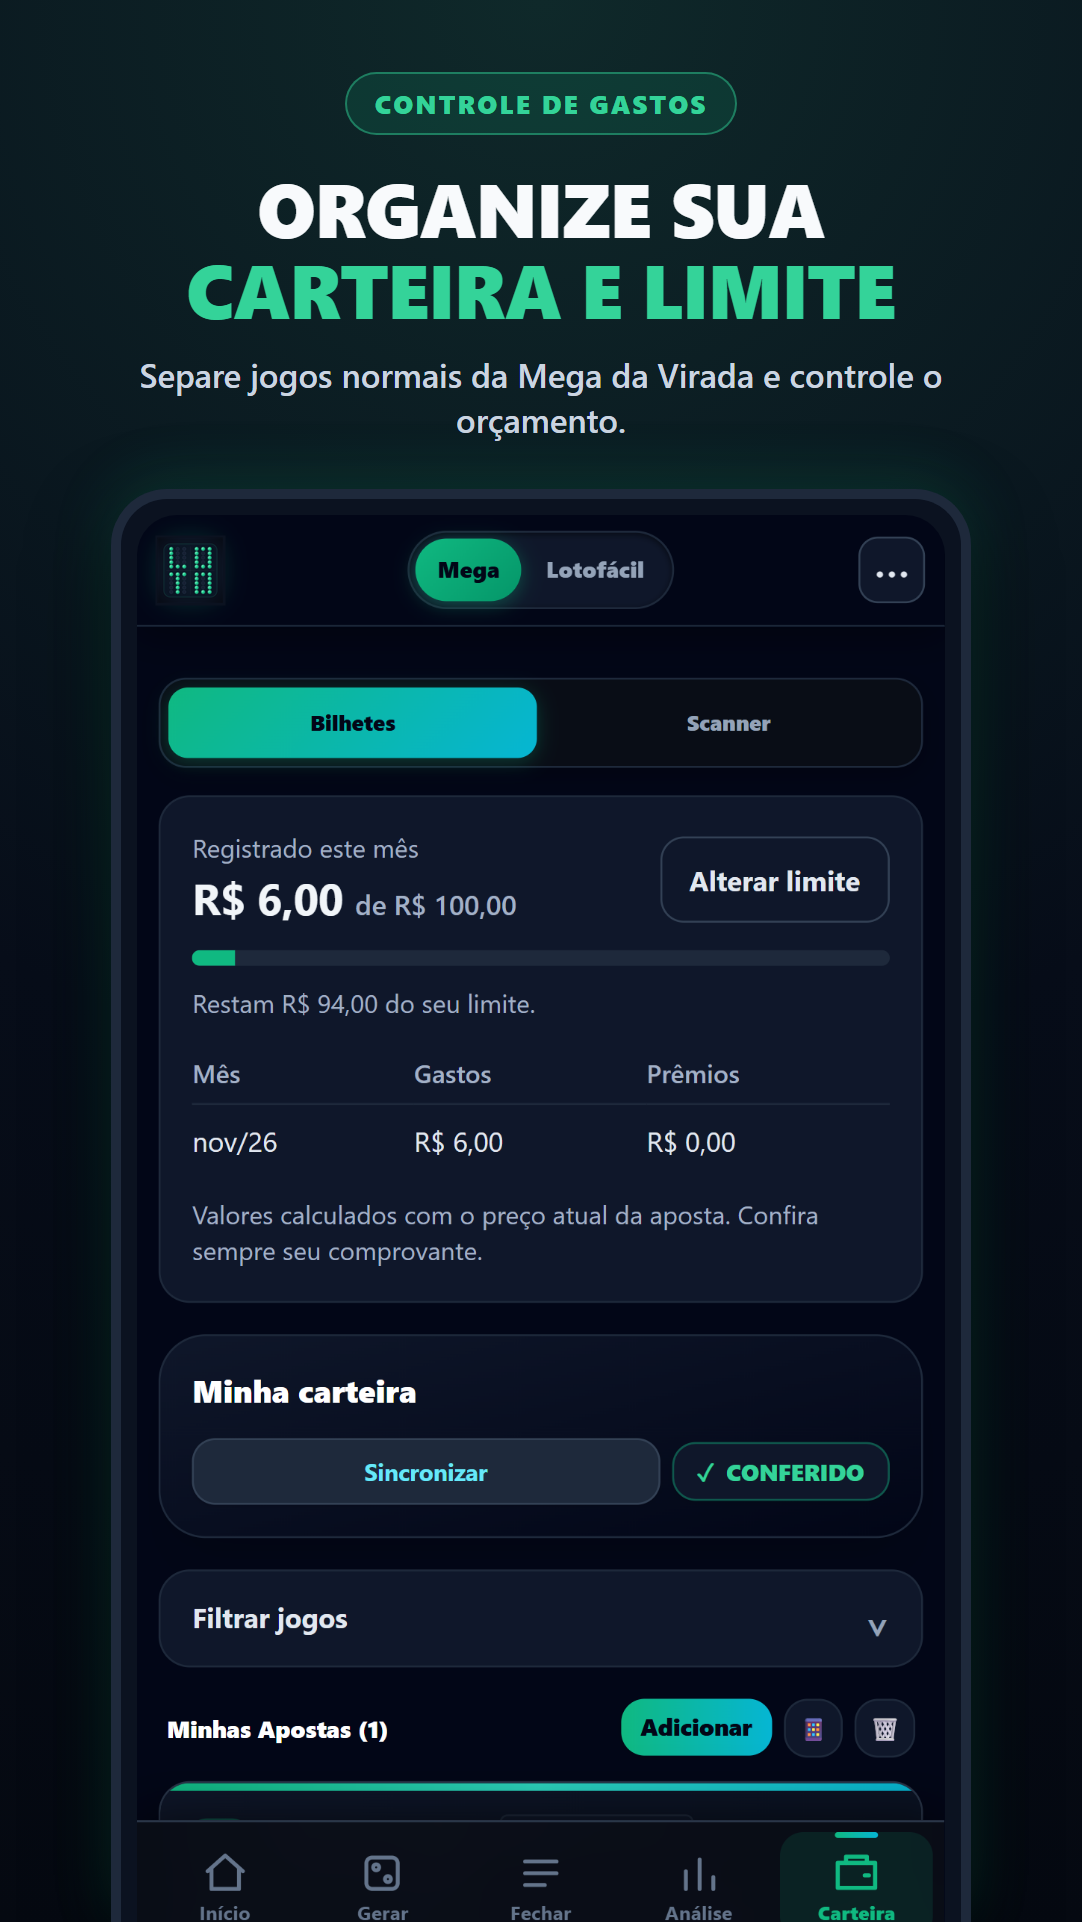 CONTROLE DE GASTOS
ORGANIZE SUA
CARTEIRA E LIMITE
Separe jogos normais da Mega da Virada e controle o
orçamento.
48
Mega
Lotofácil
...
Bilhetes
Scanner
Registrado este mês
R$ 6,00 de R$ 100,00
Alterar limite
Restam R$ 94,00 do seu limite.
Mês Gastos Prêmios
nov/26 R$ 6,00 R$ 0,00
Valores calculados com o preço atual da aposta. Confira
sempre seu comprovante.
Minha carteira
Sincronizar
✓ CONFERIDO
Filtrar jogos
Minhas Apostas (1)
Adicionar
Início
Gerar
Fechar
Análise
Carteira